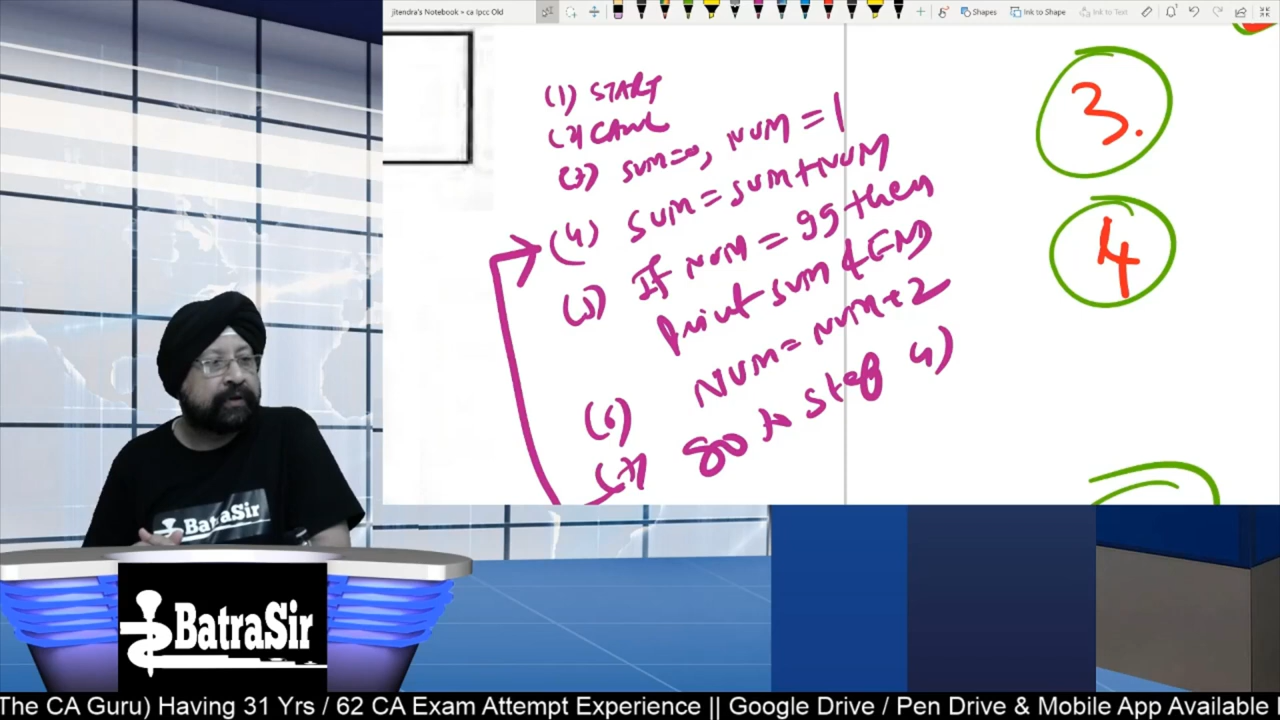 jitendra's Notebook » ca Ipcc Old
Shapes
Ink to Shape
Ink to Text
(1) START
(3) SUM=0, NUM = 1
(4) SUM = SUM+NUM
(5) If NUM = 99 then
Print SUM & END
(6) NUM = NUM+2
(7) go to step 4)
3.
4
BatraSir
BatraSir
The CA Guru) Having 31 Yrs / 62 CA Exam Attempt Experience || Google Drive / Pen Drive & Mobile App Available